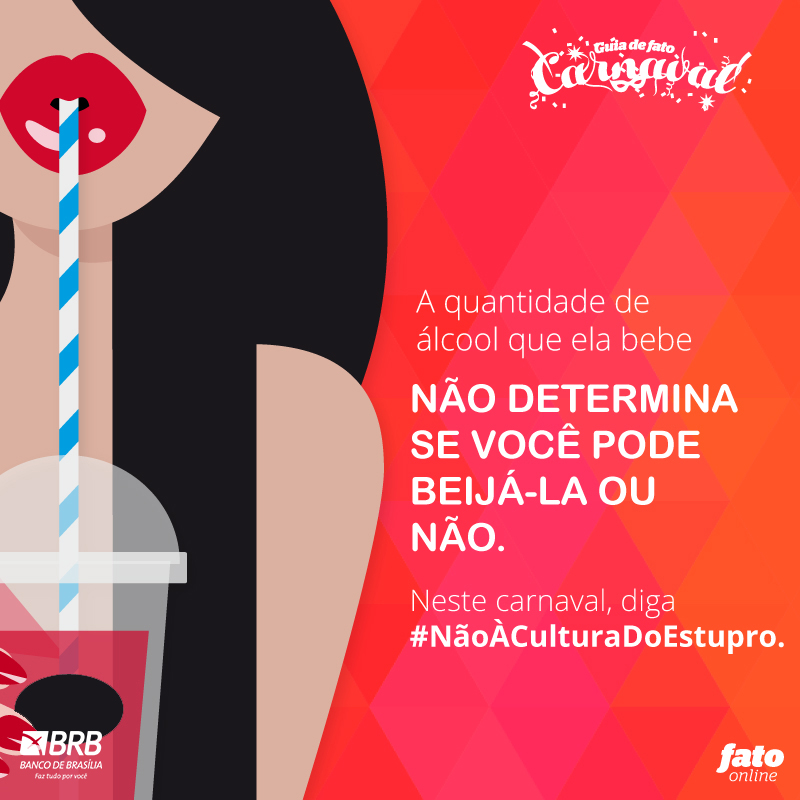 Guia de fato
Carnaval
A quantidade de
álcool que ela bebe
NÃO DETERMINA
SE VOCÊ PODE
BEIJÁ-LA OU
NÃO.
Neste carnaval, diga
#NãoÀCulturaDoEstupro.
BRB
BANCO DE BRASÍLIA
Faz tudo por você
fato
online